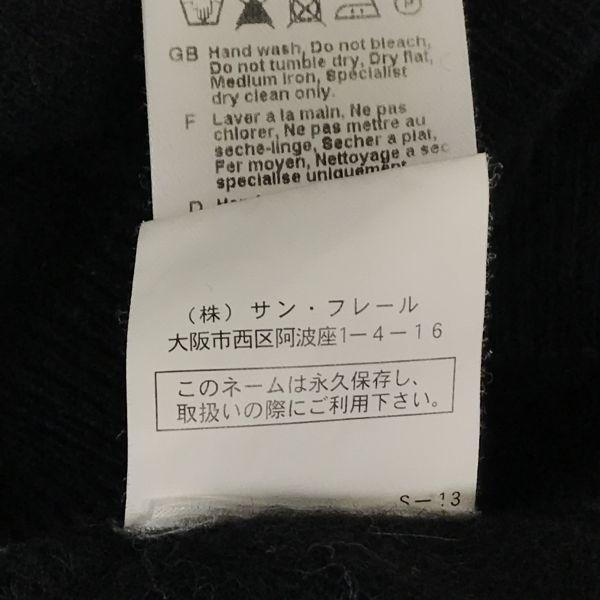 P
GB Hand wash, Do not bleach,
Do not tumble dry, Dry flat,
Medium iron, Specialist
dry clean only.
F Laver a la main, Ne pas
chlorer, Ne pas mettre au
seche-linge, Secher a plat,
Fer moyen, Nettoyage a sec
specialise uniquement
D
(株) サン・フレール
大阪市西区阿波座1-4-16
このネームは永久保存し、
取扱いの際にご利用下さい。
S-13